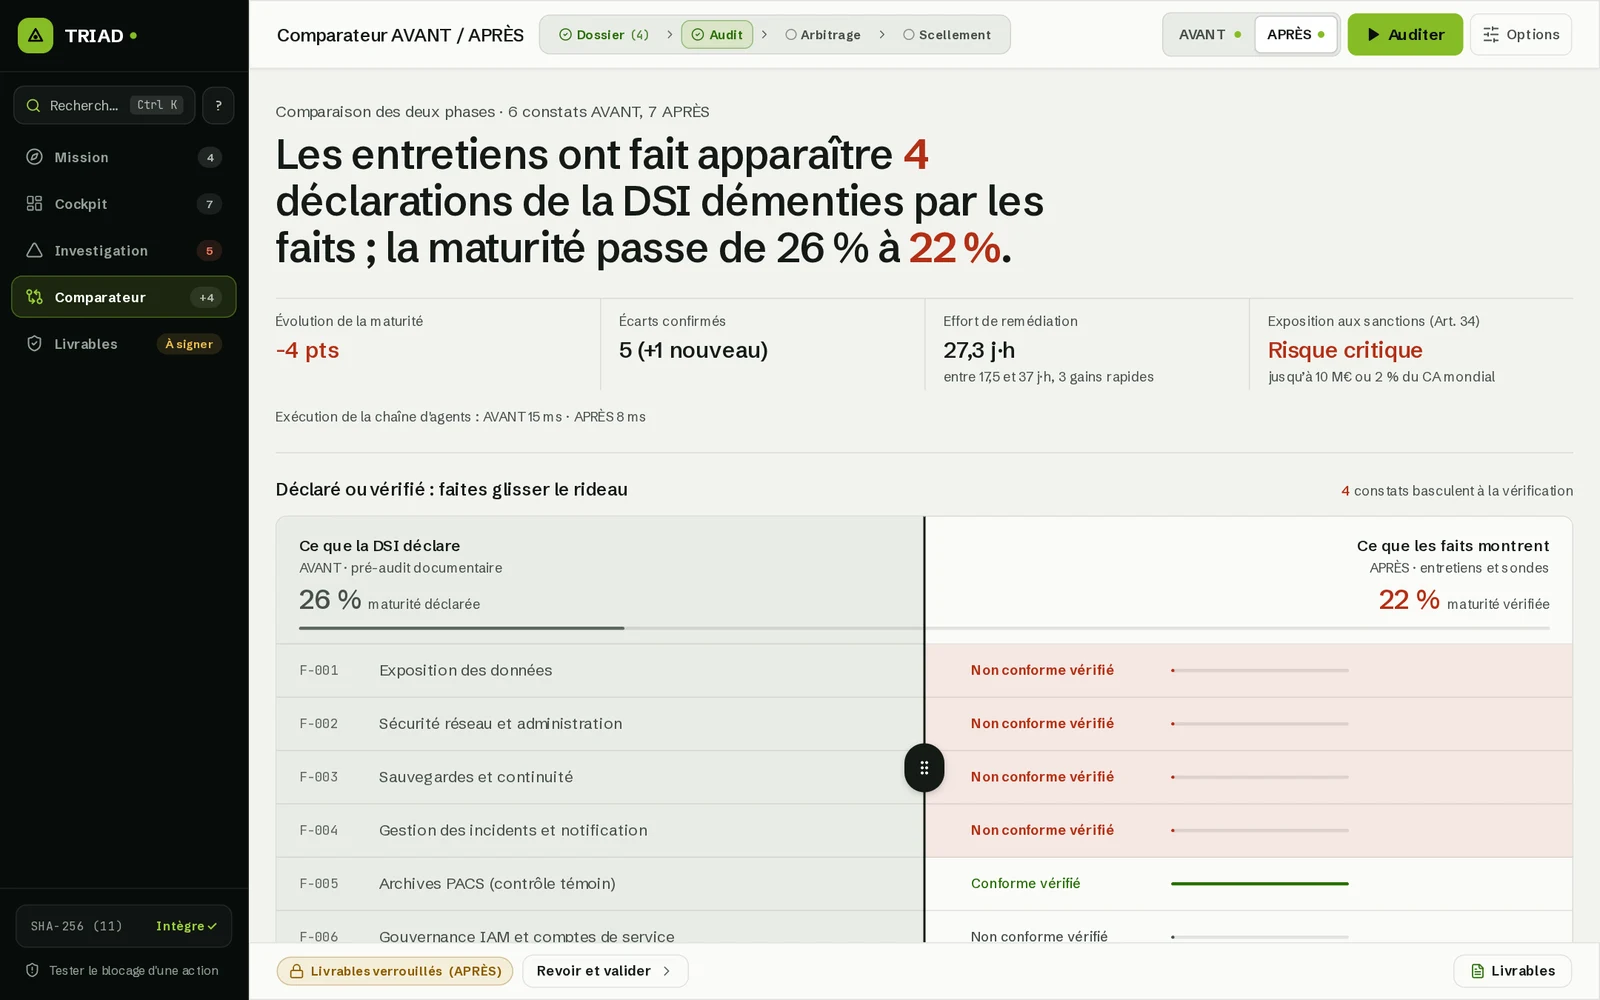 TRIAD
Recherch... Ctrl K ?
Mission 4
Cockpit 7
Investigation 5
Comparateur +4
Livrables À signer
SHA-256 (11) Intègre
Tester le blocage d'une action
Comparateur AVANT / APRÈS
Dossier (4) Audit Arbitrage Scellement
AVANT APRÈS Auditer Options
Comparaison des deux phases · 6 constats AVANT, 7 APRÈS
Les entretiens ont fait apparaître 4
déclarations de la DSI démenties par les
faits ; la maturité passe de 26 % à 22 %.
Évolution de la maturité
-4 pts
Écarts confirmés
5 (+1 nouveau)
Effort de remédiation
27,3 j·h
entre 17,5 et 37 j·h, 3 gains rapides
Exposition aux sanctions (Art. 34)
Risque critique
jusqu'à 10 M€ ou 2 % du CA mondial
Exécution de la chaîne d'agents : AVANT 15 ms · APRÈS 8 ms
Déclaré ou vérifié : faites glisser le rideau
4 constats basculent à la vérification
Ce que la DSI déclare
AVANT · pré-audit documentaire
26 % maturité déclarée
Ce que les faits montrent
APRÈS · entretiens et sondes
22 % maturité vérifiée
F-001 Exposition des données Non conforme vérifié
F-002 Sécurité réseau et administration Non conforme vérifié
F-003 Sauvegardes et continuité Non conforme vérifié
F-004 Gestion des incidents et notification Non conforme vérifié
F-005 Archives PACS (contrôle témoin) Conforme vérifié
F-006 Gouvernance IAM et comptes de service Non conforme vérifié
Livrables verrouillés (APRÈS) Revoir et valider Livrables